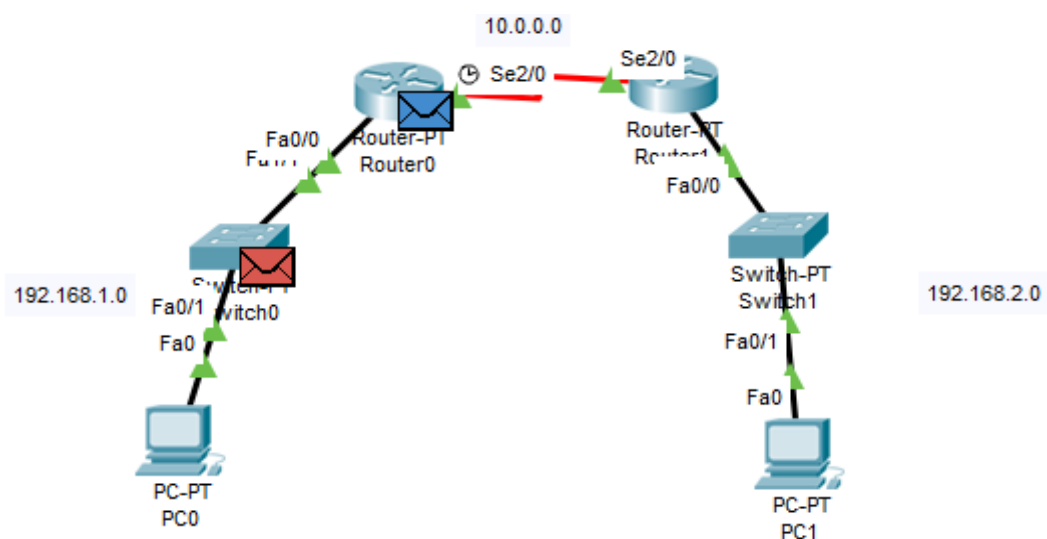 10.0.0.0
Se2/0
Se2/0
Router-PT
Router0
Router-PT
Fa0/0
Fa0/0
Switch-PT
Switch1
192.168.1.0
192.168.2.0
Fa0/1
Fa0/1
Fa0
Fa0
PC-PT
PC0
PC-PT
PC1